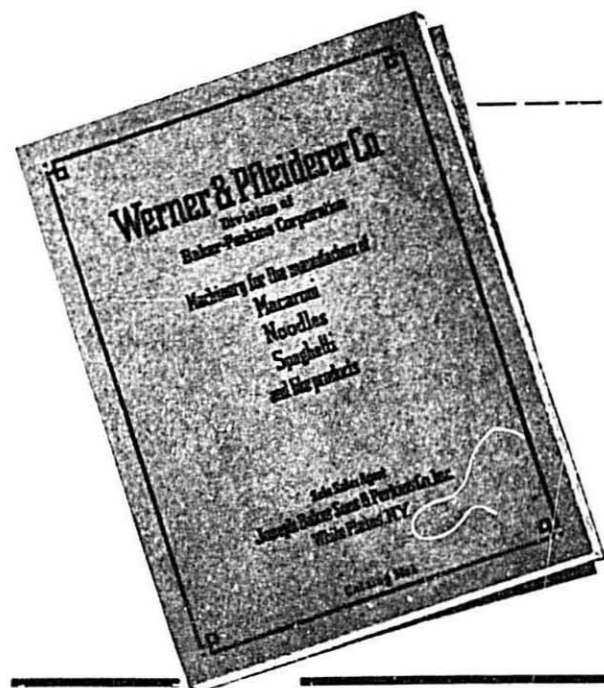 Werner & Pfleiderer Co.
Division of
Baker-Perkins Corporation
Machinery for the manufacture of
Macaroni
Noodles
Spaghetti
and like products
Sole Sales Agent
Joseph Baker Sons & Perkins Co. Inc.
White Plains, N.Y.
Catalog